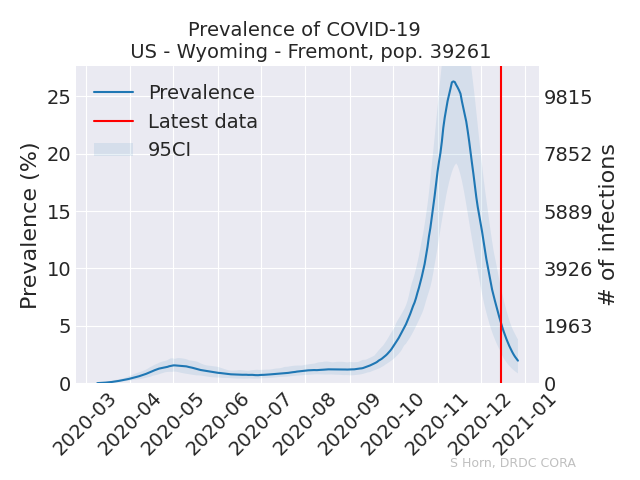 Prevalence of COVID-19
US - Wyoming - Fremont, pop. 39261
Prevalence
Latest data
95CI
Prevalence (%)
25
20
15
10
5
0
9815
7852
5889
3926
1963
0
# of infections
2020-03
2020-04
2020-05
2020-06
2020-07
2020-08
2020-09
2020-10
2020-11
2020-12
2021-01
S Horn, DRDC CORA